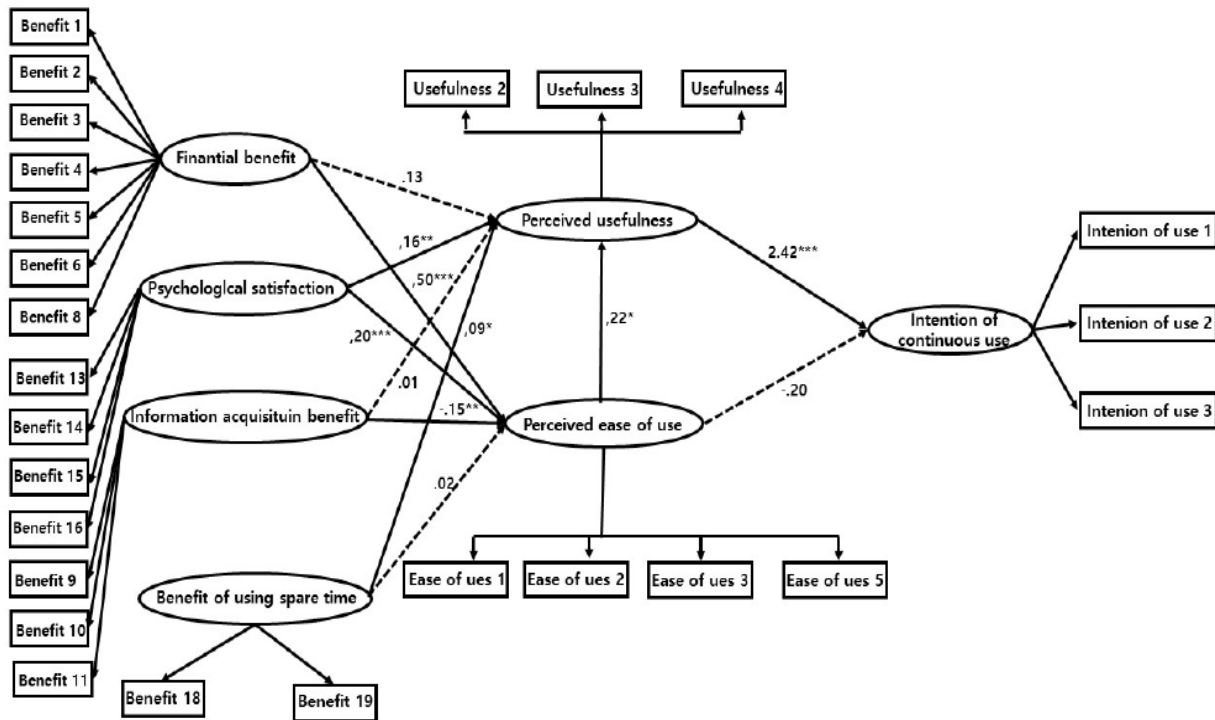 Benefit 1
Benefit 2
Benefit 3
Benefit 4
Benefit 5
Benefit 6
Benefit 8
Benefit 13
Benefit 14
Benefit 15
Benefit 16
Benefit 9
Benefit 10
Benefit 11
Benefit 18
Benefit 19
Finantial benefit
Psychological satisfaction
Information acquisituin benefit
Benefit of using spare time
.13
,16**
,50***
,20***
,09*
.01
-.15**
.02
Usefulness 2
Usefulness 3
Usefulness 4
Perceived usefulness
,22*
Perceived ease of use
Ease of ues 1
Ease of ues 2
Ease of ues 3
Ease of ues 5
2.42***
-.20
Intention of
continuous use
Intenion of use 1
Intenion of use 2
Intenion of use 3